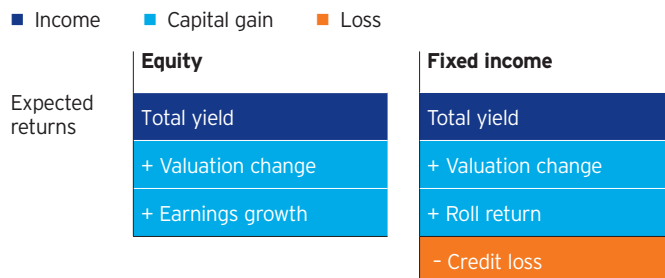 Income Capital gain Loss
Equity Fixed income
Expected
returns
Total yield Total yield
+ Valuation change + Valuation change
+ Earnings growth + Roll return
- Credit loss